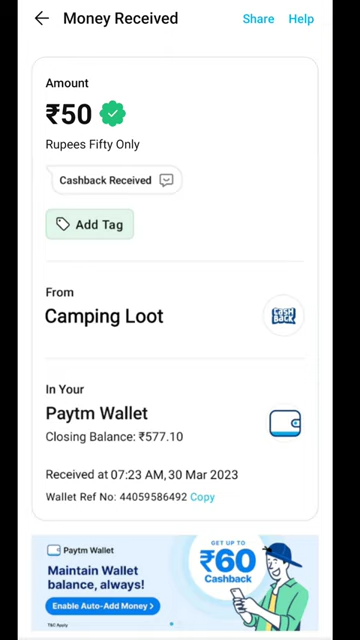 Money Received
Share
Help
Amount
₹50
Rupees Fifty Only
Cashback Received
Add Tag
From
Camping Loot
CASH
BACK
In Your
Paytm Wallet
Closing Balance: ₹577.10
Received at 07:23 AM, 30 Mar 2023
Wallet Ref No: 44059586492 Copy
Paytm Wallet
Maintain Wallet
balance, always!
Enable Auto-Add Money >
T&C Apply
GET UP TO
₹60
Cashback